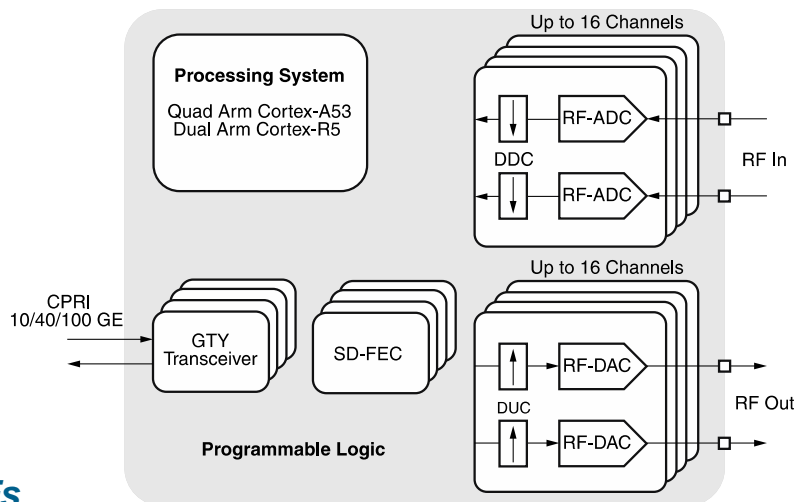 Up to 16 Channels
Processing System
Quad Arm Cortex-A53
Dual Arm Cortex-R5
RF-ADC
DDC
RF-ADC
RF In
Up to 16 Channels
CPRI
10/40/100 GE
GTY
Transceiver
SD-FEC
RF-DAC
DUC
RF-DAC
RF Out
Programmable Logic